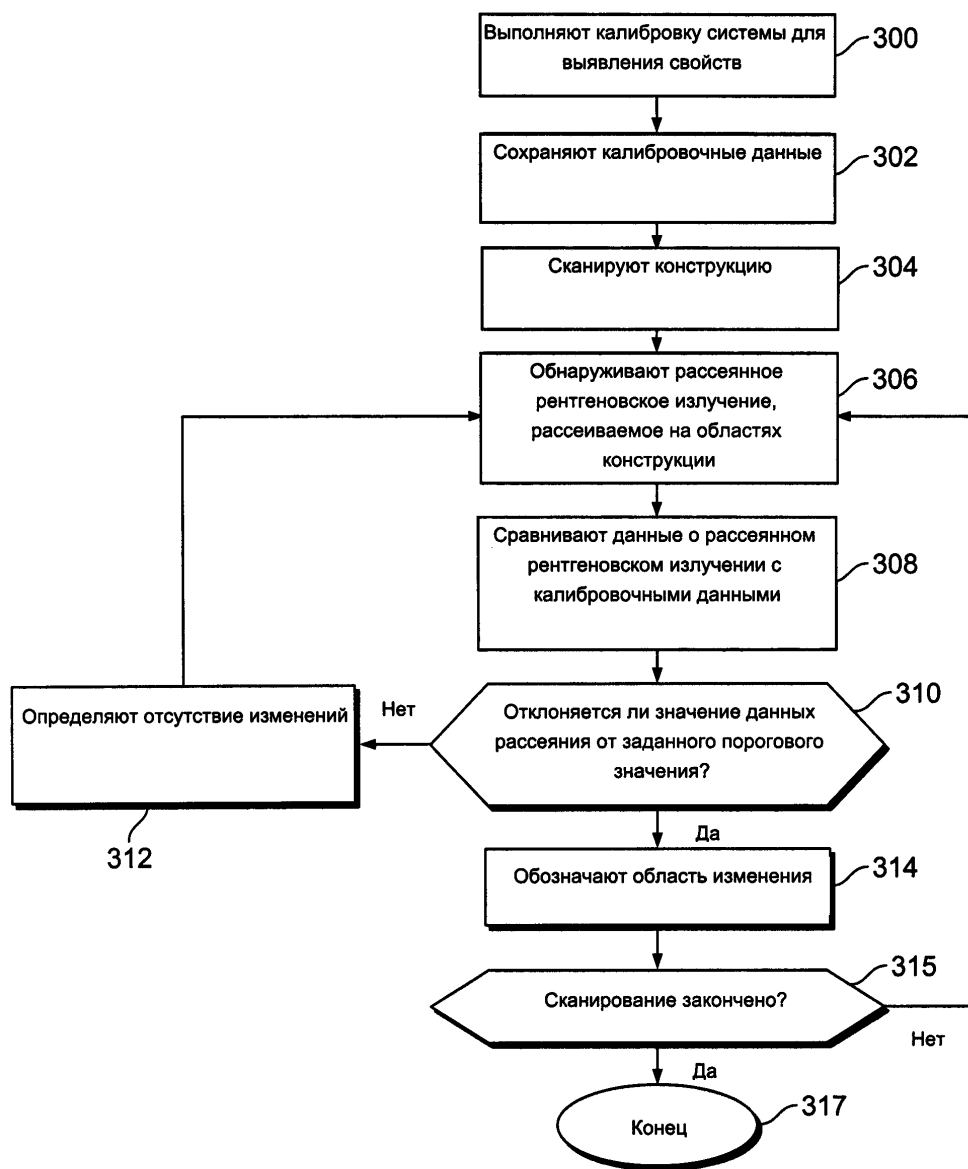 Выполняют калибровку системы для
выявления свойств
300
Сохраняют калибровочные данные
302
Сканируют конструкцию
304
Обнаруживают рассеянное
рентгеновское излучение,
рассеиваемое на областях
конструкции
306
Сравнивают данные о рассеянном
рентгеновском излучении с
калибровочными данными
308
Отклоняется ли значение данных
рассеяния от заданного порогового
значения?
310
Нет
Определяют отсутствие изменений
312
Да
Обозначают область изменения
314
Сканирование закончено?
315
Нет
Да
Конец
317